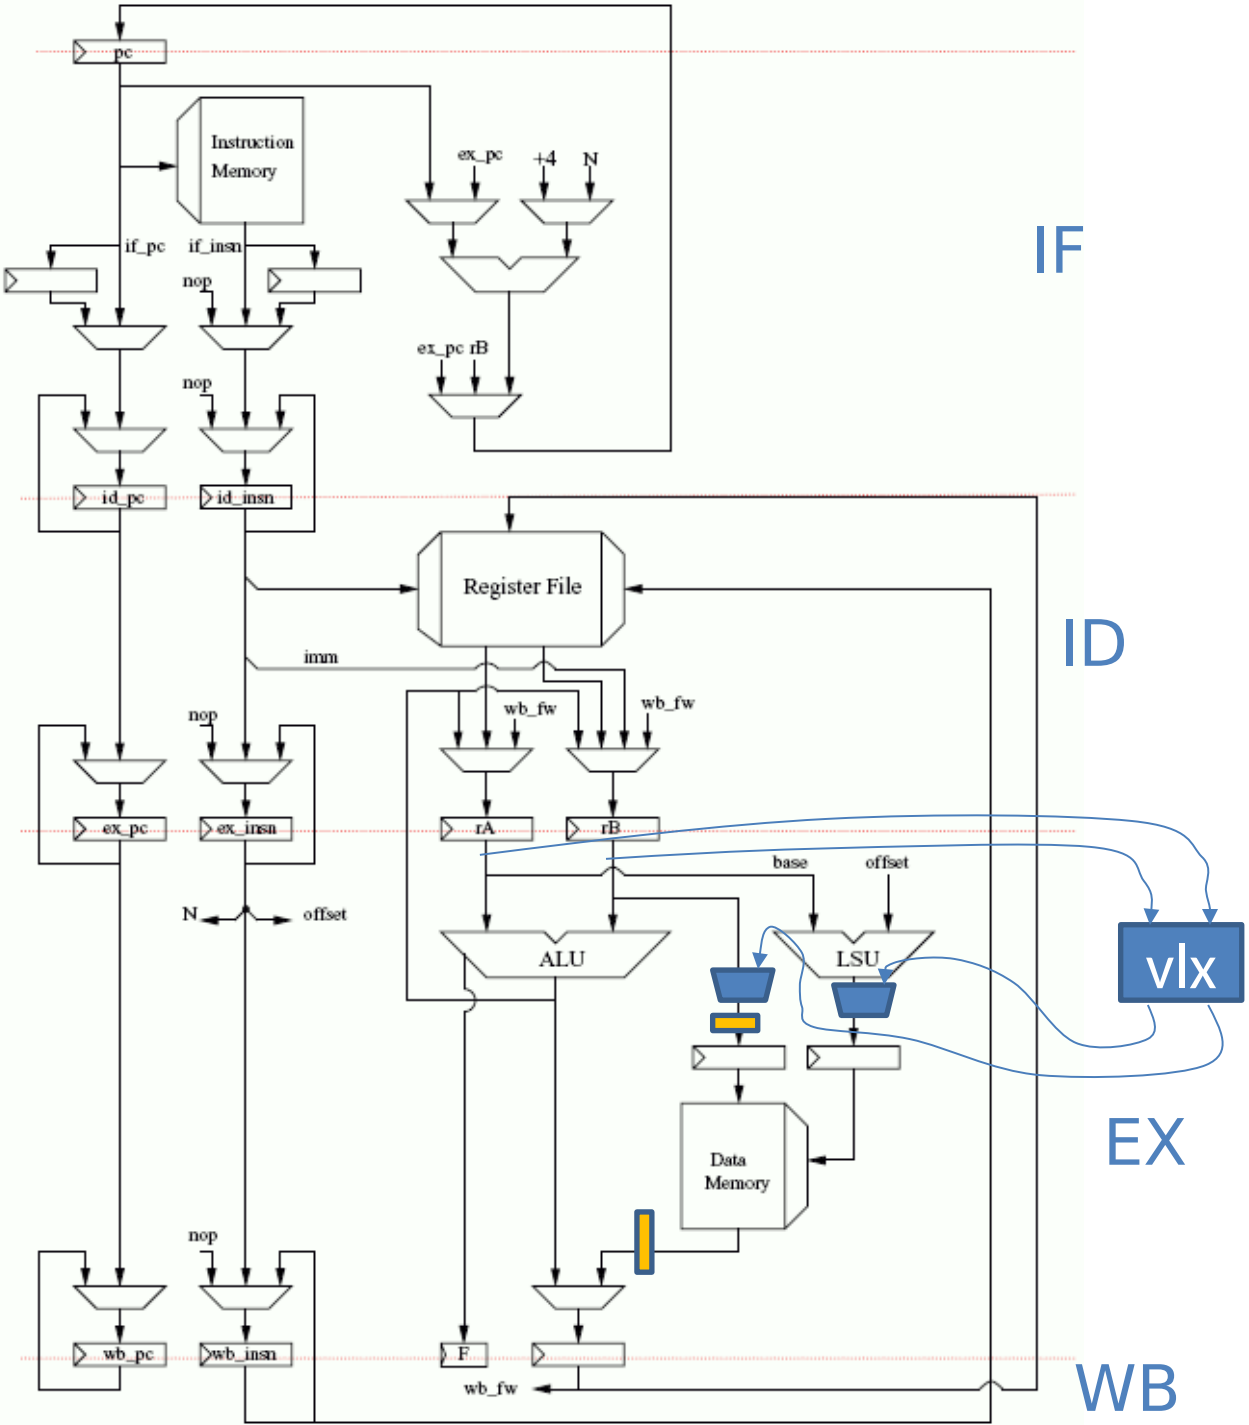 pc
Instruction
Memory
ex_pc
+4
N
IF
if_pc
if_insn
nop
ex_pc rB
nop
id_pc
id_insn
Register File
ID
imm
nop
wb_fw
wb_fw
ex_pc
ex_insn
rA
rB
base
offset
N
offset
ALU
LSU
vlx
EX
Data
Memory
nop
wb_pc
wb_insn
F
wb_fw
WB